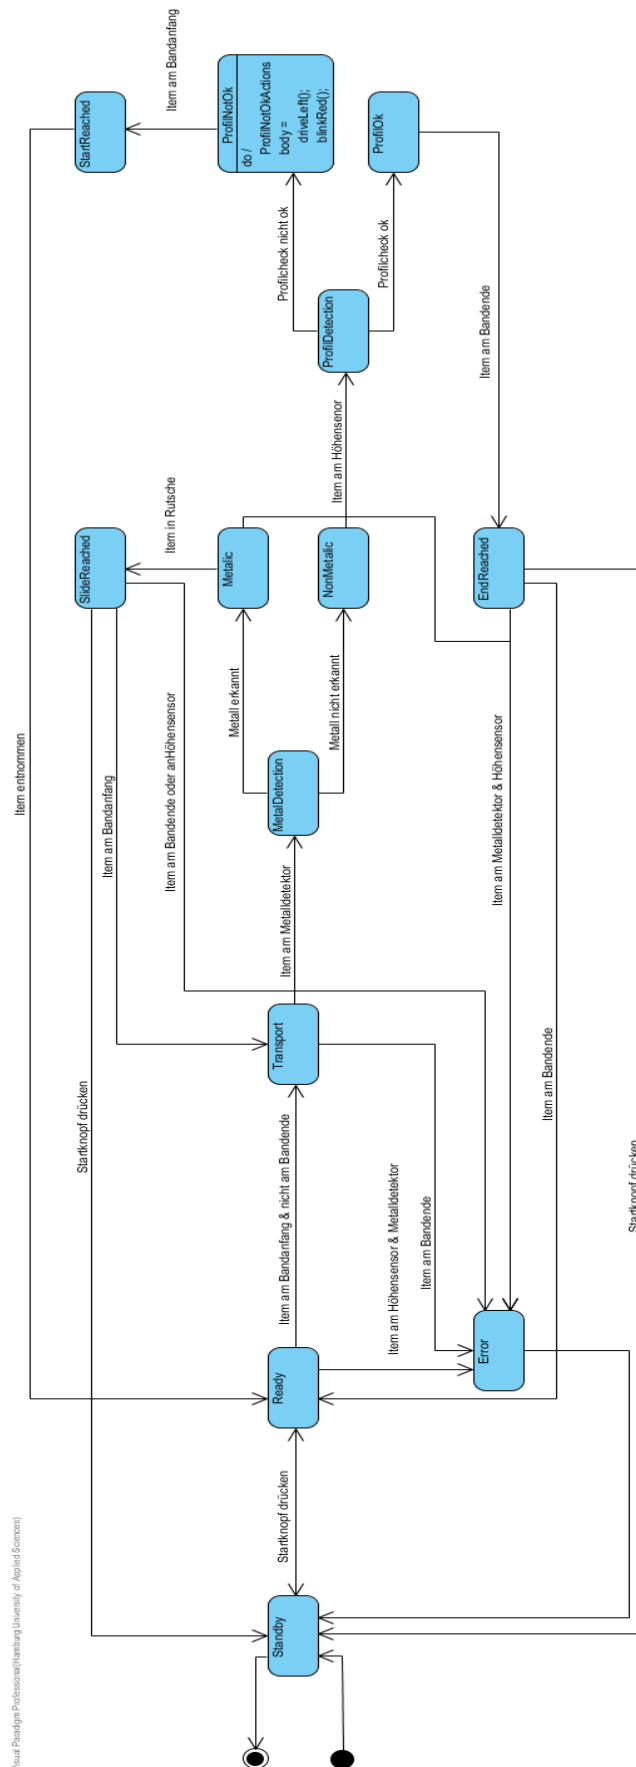 Visual Paradigm Professional(Hamburg University of Applied Sciences)
Item entnommen
Startknopf drücken
Item am Bandanfang
Item am Bandende oder anHöhensensor
SlideReached
StartReached
Item in Rutsche
Item am Bandanfang
Standby
Startknopf drücken
Ready
Item am Bandanfang & nicht am Bandende
Transport
Item am Metalldetektor
MetalDetection
Metall erkannt
Metall nicht erkannt
Metalic
NonMetalic
Item am Höhensenor
ProfilDetection
Profilcheck nicht ok
Profilcheck ok
ProfilNotOk
do /
ProfilNotOkActions
body =
driveLeft();
blinkRed();
ProfilOk
Item am Höhensensor & Metalldetektor
Item am Bandende
Error
Item am Metalldetektor & Höhensensor
EndReached
Item am Bandende
Item am Bandende
Startknopf drücken